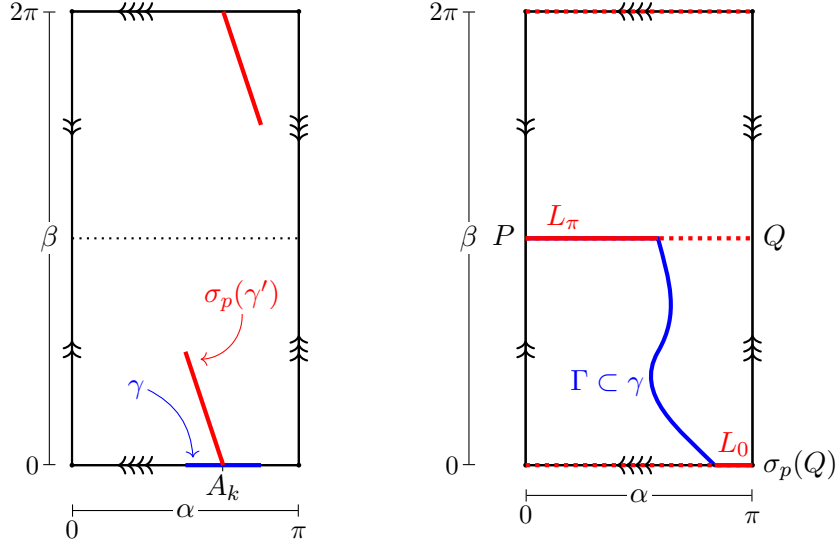 2π
β
0
σ_p(γ′)
γ
A_k
α
0
π
2π
β
0
P
L_π
Q
Γ ⊂ γ
L_0
σ_p(Q)
α
0
π